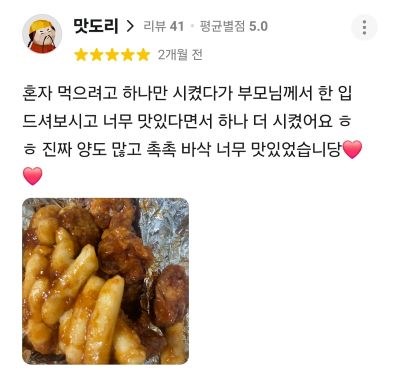 맛도리 > 리뷰 41 · 평균별점 5.0
2개월 전
혼자 먹으려고 하나만 시켰다가 부모님께서 한 입
드셔보시고 너무 맛있다면서 하나 더 시켰어요 ㅎ
ㅎ 진짜 양도 많고 촉촉 바삭 너무 맛있었습니당❤️
❤️